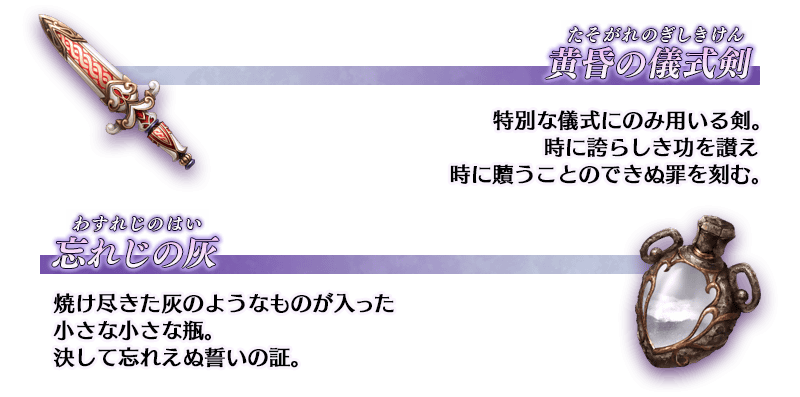 たそがれのぎしきけん
黄昏の儀式剣
特別な儀式にのみ用いる剣。
時に誇らしき功を讃え
時に贖うことのできぬ罪を刻む。
わすれじのはい
忘れじの灰
焼け尽きた灰のようなものが入った
小さな小さな瓶。
決して忘れえぬ誓いの証。